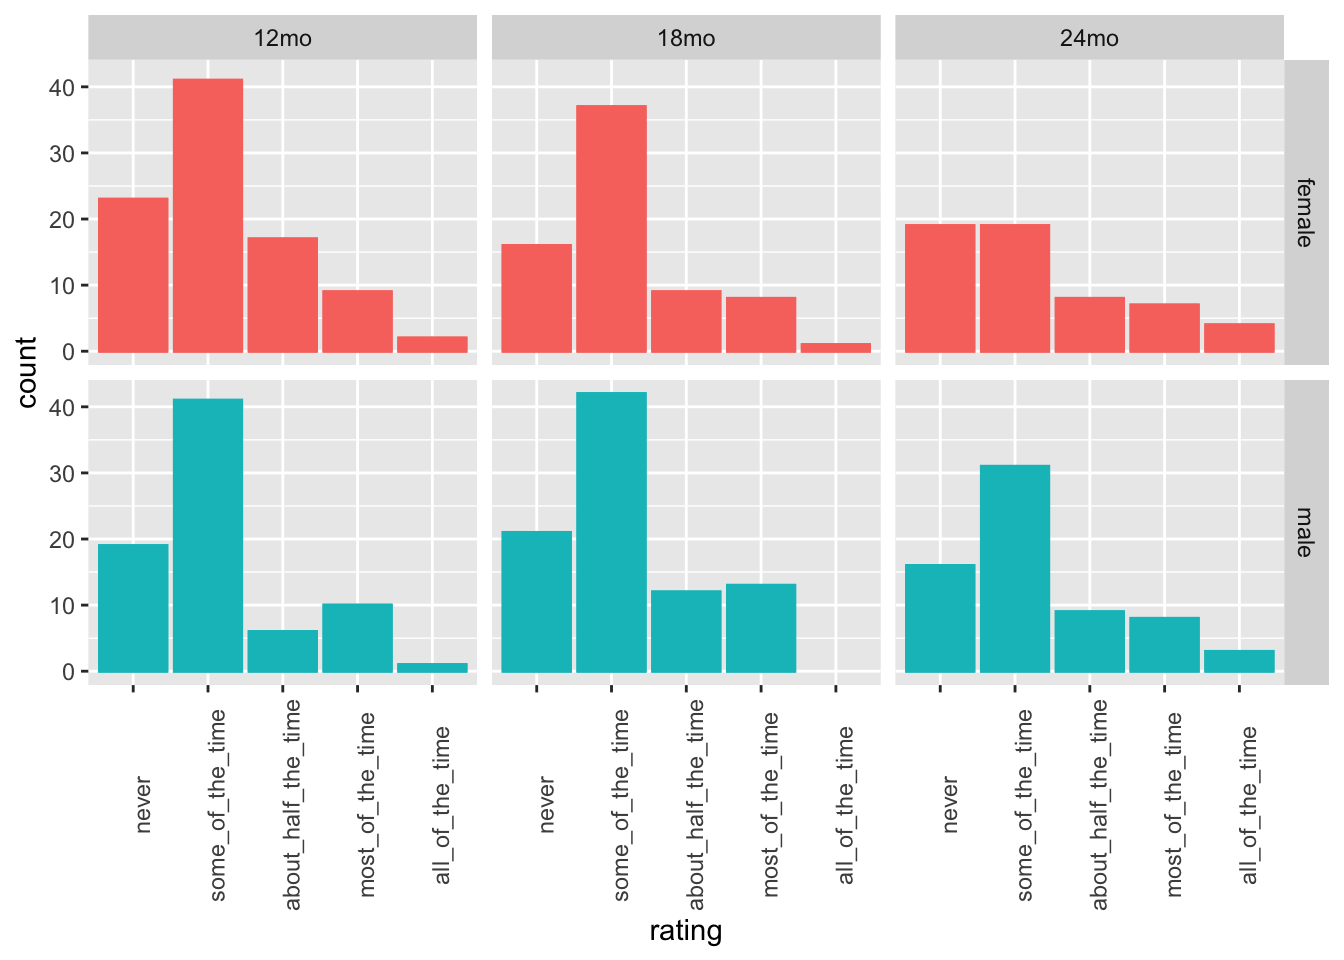 12mo 18mo 24mo
40
30
20
10
0
female
count
40
30
20
10
0
male
never some_of_the_time about_half_the_time most_of_the_time all_of_the_time never some_of_the_time about_half_the_time most_of_the_time all_of_the_time never some_of_the_time about_half_the_time most_of_the_time all_of_the_time
rating